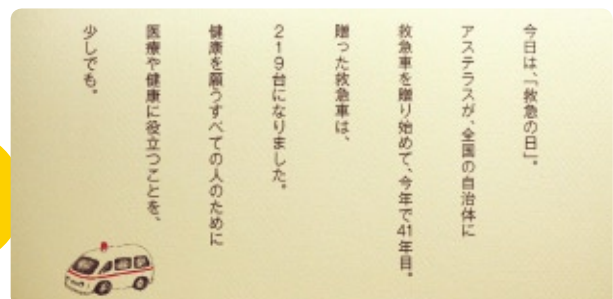 今日は、「救急の日」。
アステラスが、全国の自治体に
救急車を贈り始めて、今年で41年目。
贈った救急車は、
219台になりました。
健康を願うすべての人のために
医療や健康に役立つことを、
少しでも。